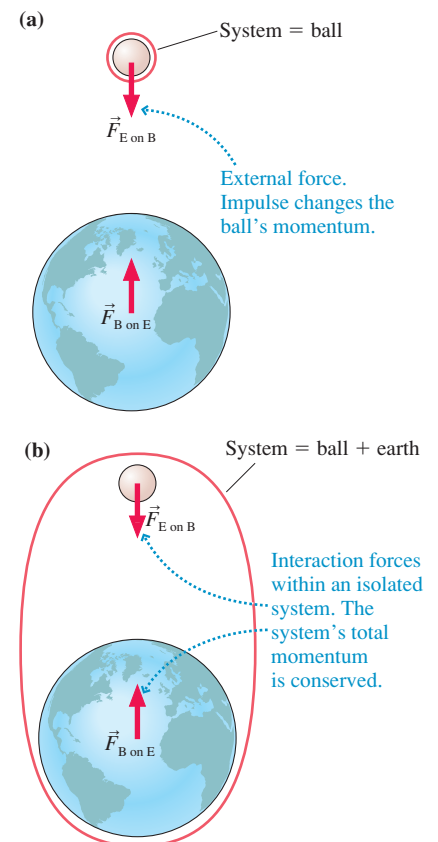 (a)
System = ball
F⃗ E on B
External force.
Impulse changes the
ball's momentum.
F⃗ B on E
(b)
System = ball + earth
F⃗ E on B
Interaction forces
within an isolated
system. The
system's total
momentum
is conserved.
F⃗ B on E